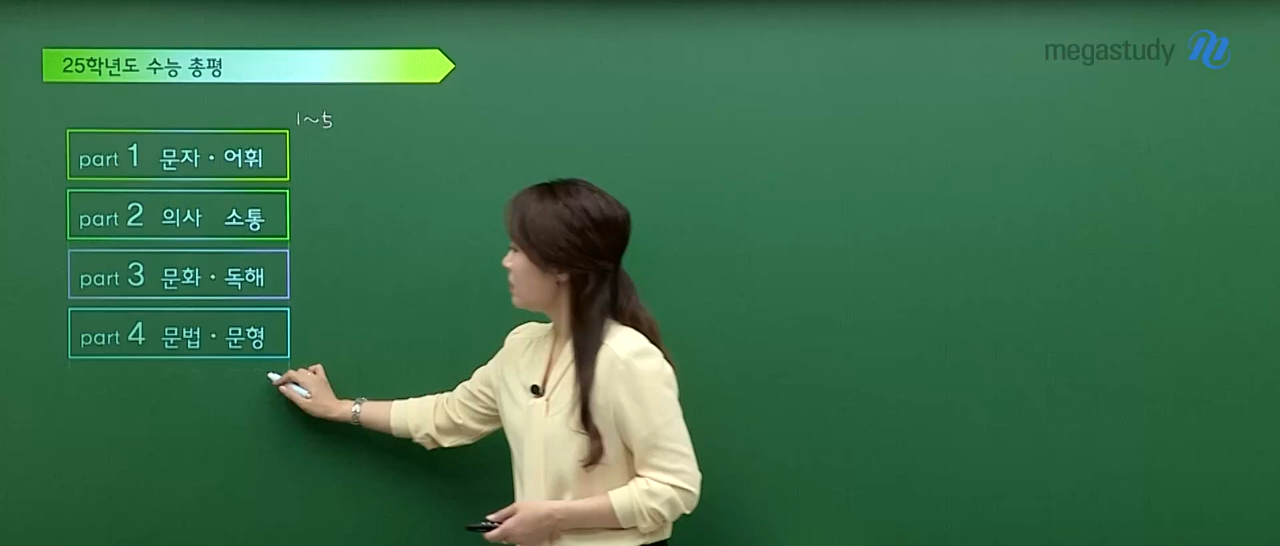 25학년도 수능 총평
megastudy
1~5
part 1 문자·어휘
part 2 의사 소통
part 3 문화·독해
part 4 문법·문형